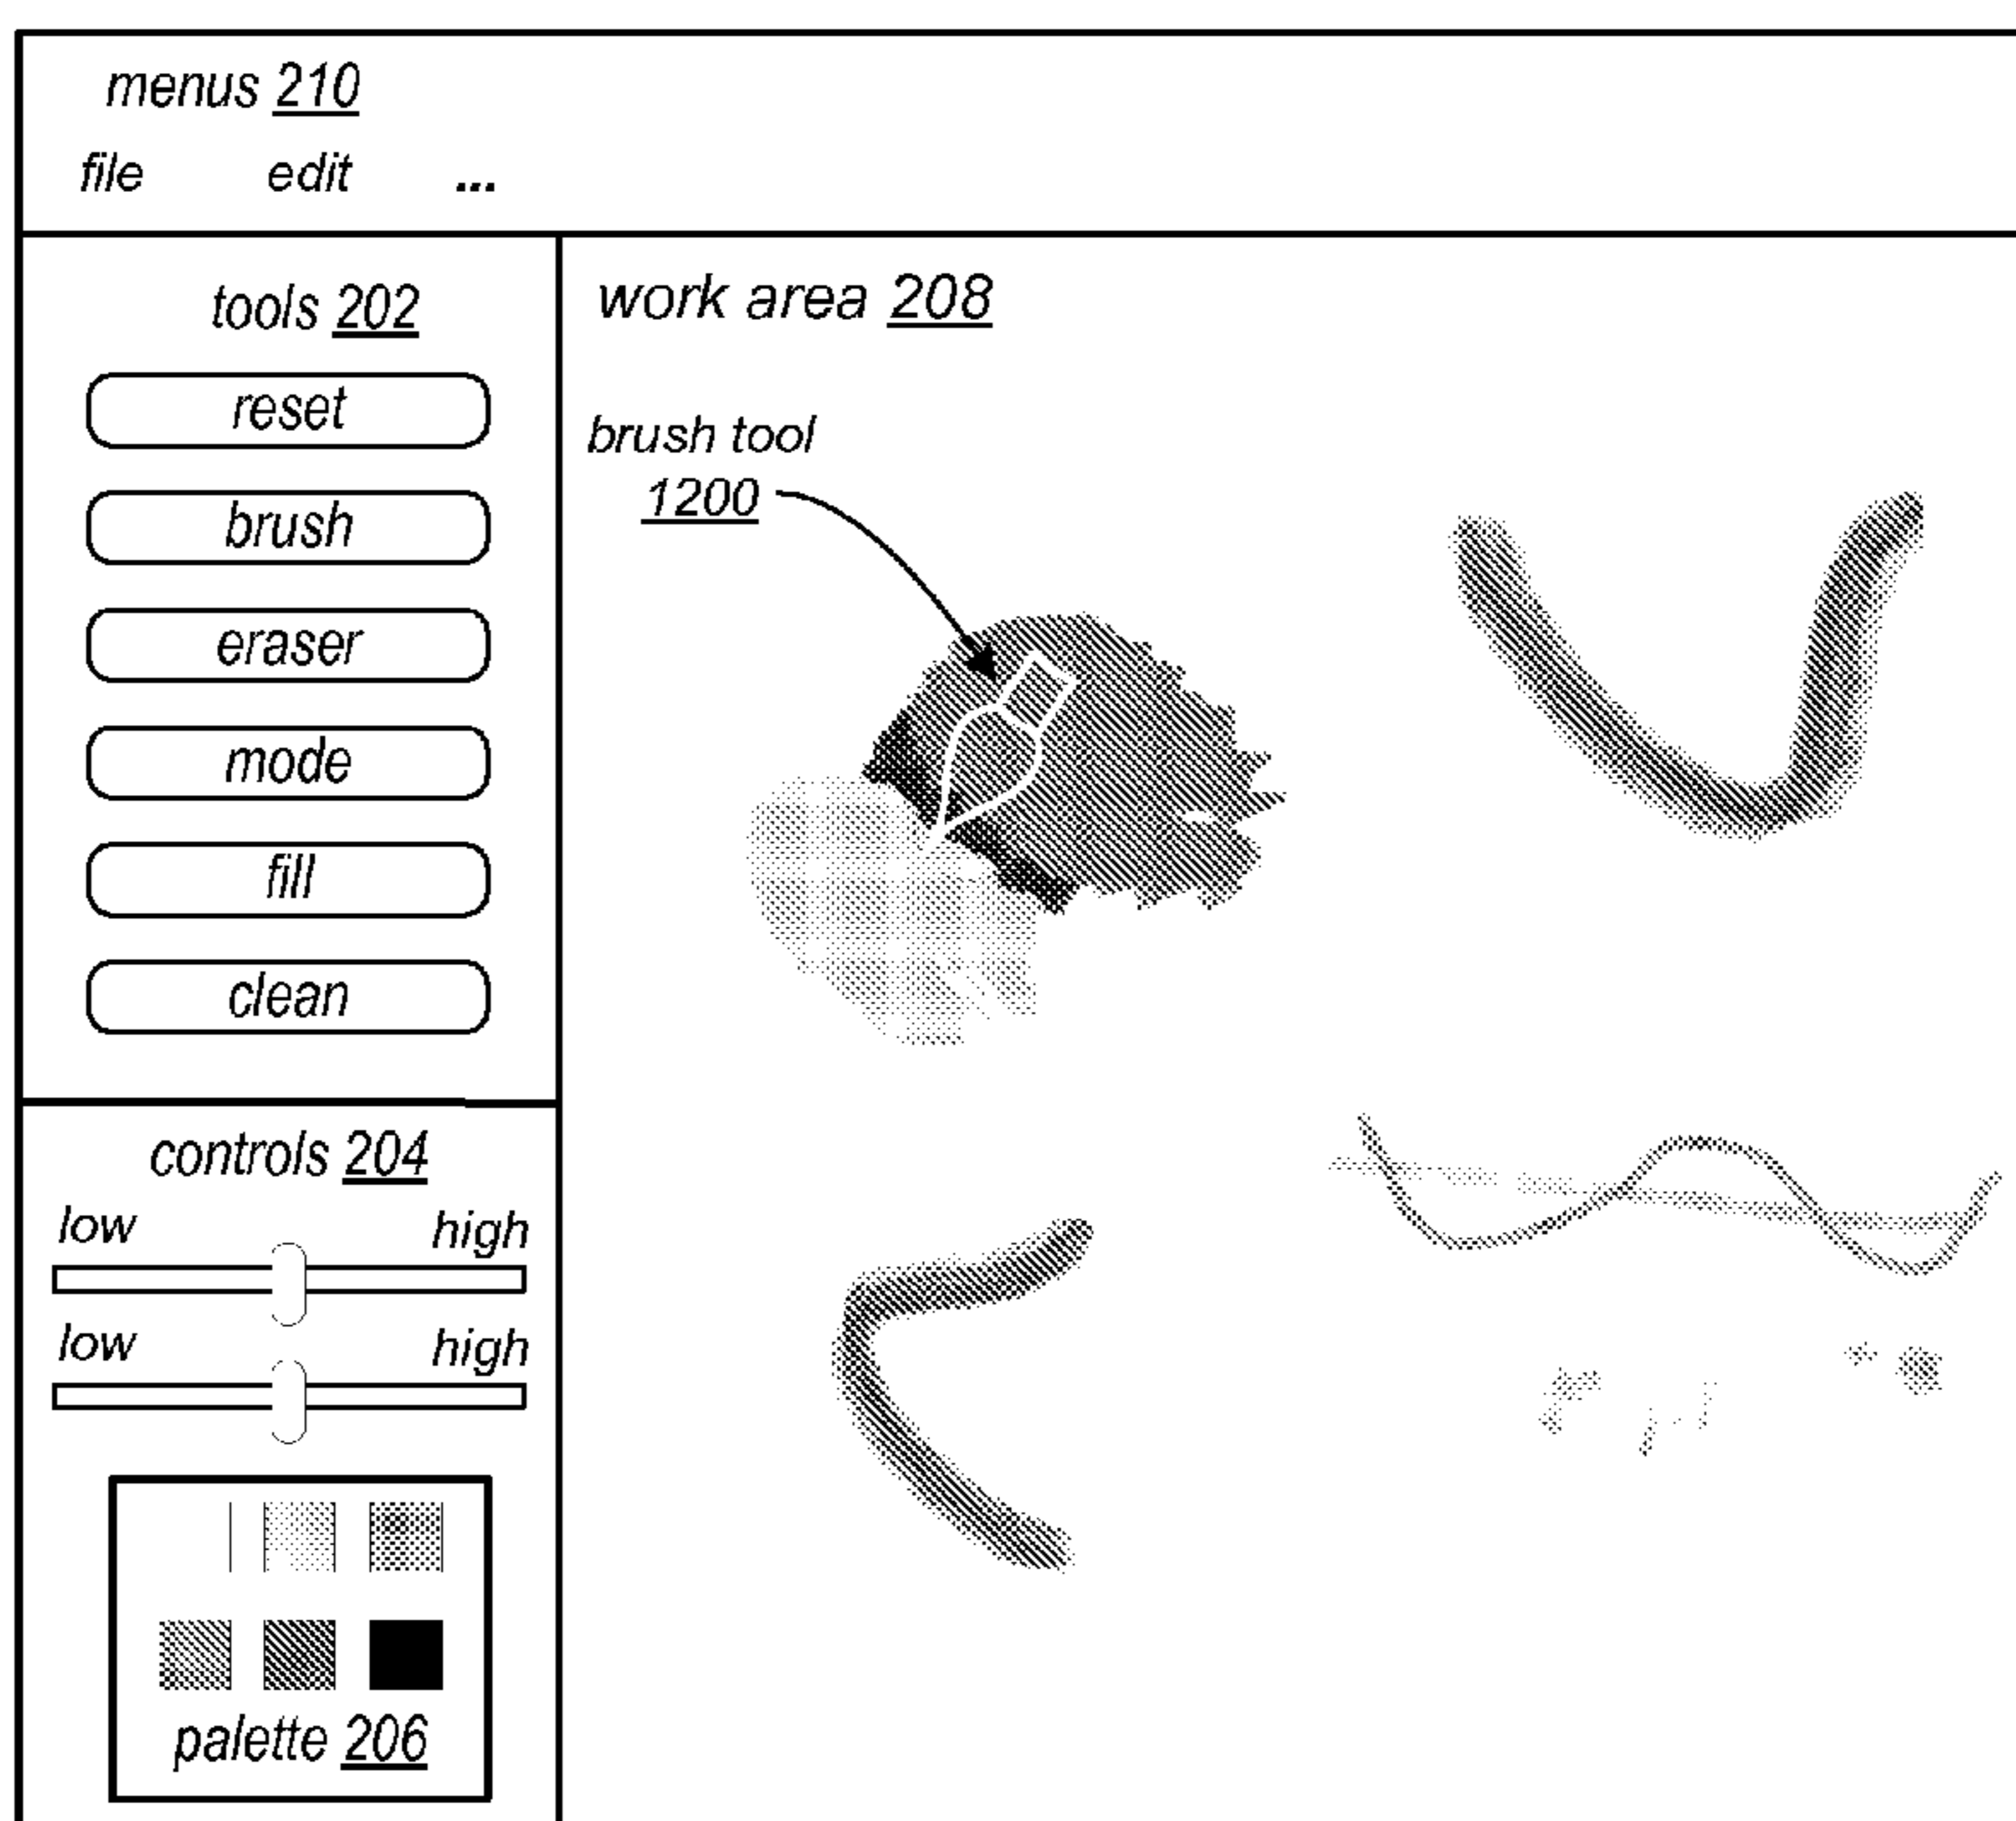 menus 210
file edit ...
tools 202
reset
brush
eraser
mode
fill
clean
controls 204
low high
low high
palette 206
work area 208
brush tool
1200